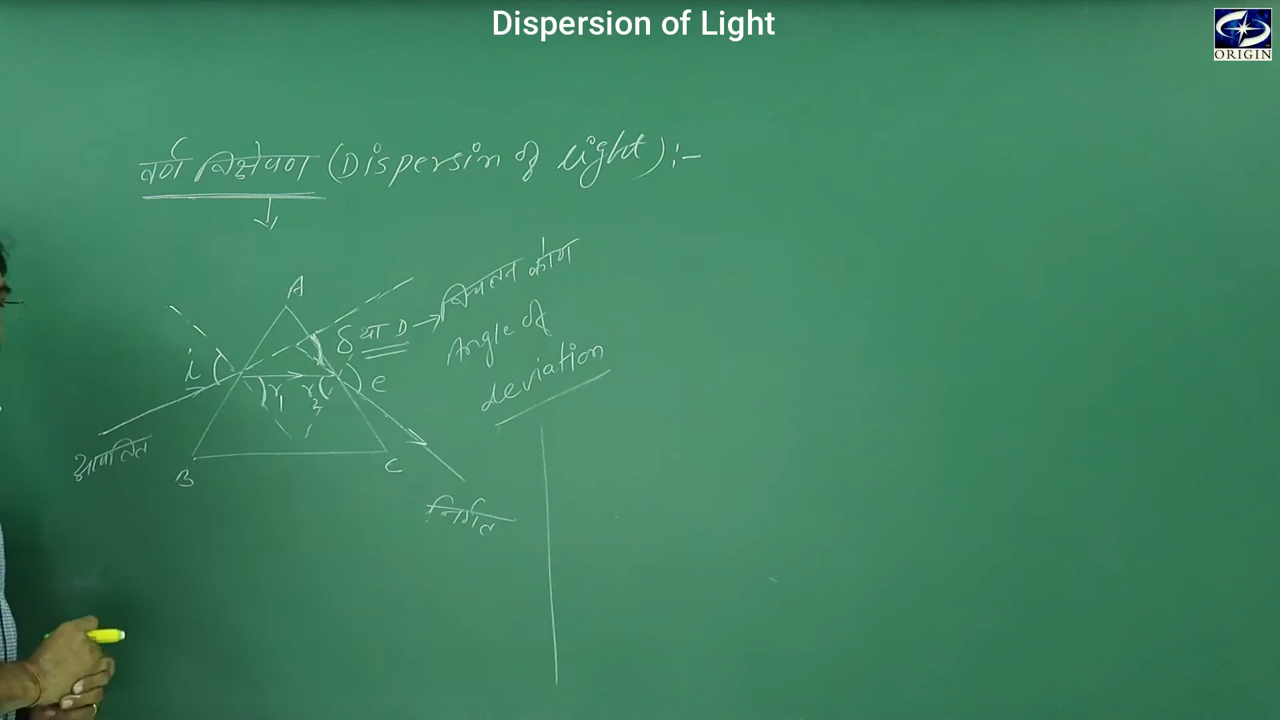 Dispersion of Light
ORIGIN
वर्ण विक्षेपण (Dispersion of light) :-
A
δ या D → विचलन कोण
Angle of
deviation
i
r1
r2
e
आपतित
B
C
निर्गत